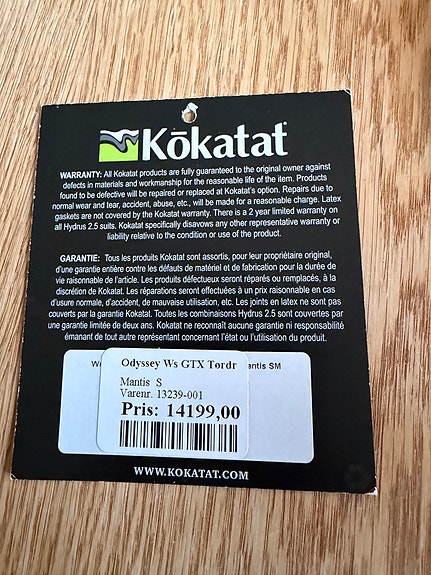 Kōkatat
WARRANTY: All Kokatat products are fully guaranteed to the original owner against
defects in materials and workmanship for the reasonable life of the item. Products
found to be defective will be repaired or replaced at Kokatat's option. Repairs due to
normal wear and tear, accident, abuse, etc., will be made for a reasonable charge. Latex
gaskets are not covered by the Kokatat warranty. There is a 2 year limited warranty on
all Hydrus 2.5 suits. Kokatat specifically disavows any other representative warranty or
liability relative to the condition or use of the product.
GARANTIE: Tous les produits Kokatat sont assortis, pour leur propriétaire original,
d'une garantie entière contre les défauts de matériel et de fabrication pour la durée de
vie raisonnable de l'article. Les produits défectueux seront réparés ou remplacés, à la
discrétion de Kokatat. Les réparations seront effectuées à un prix raisonnable en cas
d'usure normale, d'accident, de mauvaise utilisation, etc. Les joints en latex ne sont pas
couverts par la garantie Kokatat. Toutes les combinaisons Hydrus 2.5 sont couvertes par
une garantie limitée de deux ans. Kokatat ne reconnaît aucune garantie ni responsabilité
émanant de tout autre représentant concernant l'état ou l'utilisation du produit.
antis SM
Odyssey Ws GTX Tørdr
Mantis S
Varenr. 13239-001
Pris: 14199,00
WWW.KOKATAT.COM